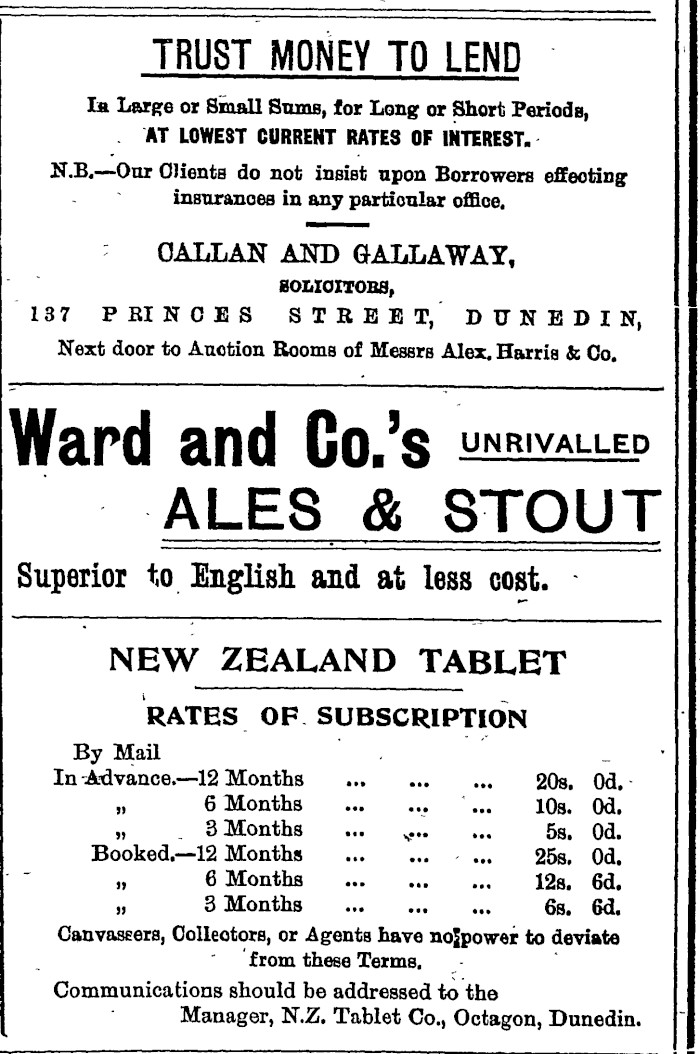 TRUST MONEY TO LEND
In Large or Small Sums, for Long or Short Periods,
AT LOWEST CURRENT RATES OF INTEREST.
N.B.—Our Clients do not insist upon Borrowers effecting
insurances in any particular office.
CALLAN AND GALLAWAY,
SOLICITORS,
137 PRINCES STREET, DUNEDIN,
Next door to Auction Rooms of Messrs Alex. Harris & Co.
Ward and Co.'s UNRIVALLED
ALES & STOUT
Superior to English and at less cost.
NEW ZEALAND TABLET
RATES OF SUBSCRIPTION
By Mail
In Advance.—12 Months ... ... ... 20s. 0d.
„ 6 Months ... ... ... 10s. 0d.
„ 3 Months ... ... ... 5s. 0d.
Booked.—12 Months ... ... ... 25s. 0d.
„ 6 Months ... ... ... 12s. 6d.
„ 3 Months ... ... ... 6s. 6d.
Canvassers, Collectors, or Agents have no power to deviate
from these Terms.
Communications should be addressed to the
Manager, N.Z. Tablet Co., Octagon, Dunedin.